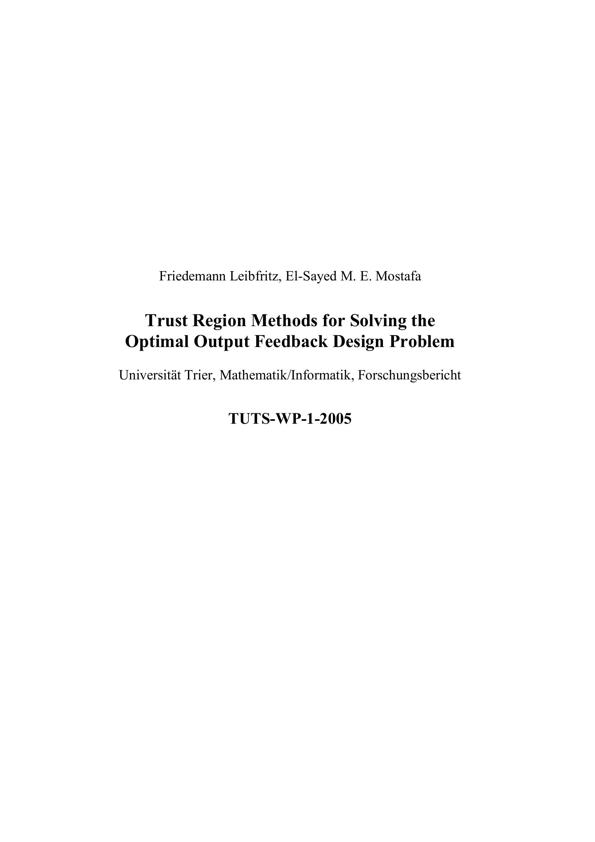 Friedemann Leibfritz, El-Sayed M. E. Mostafa
Trust Region Methods for Solving the
Optimal Output Feedback Design Problem
Universität Trier, Mathematik/Informatik, Forschungsbericht
TUTS-WP-1-2005